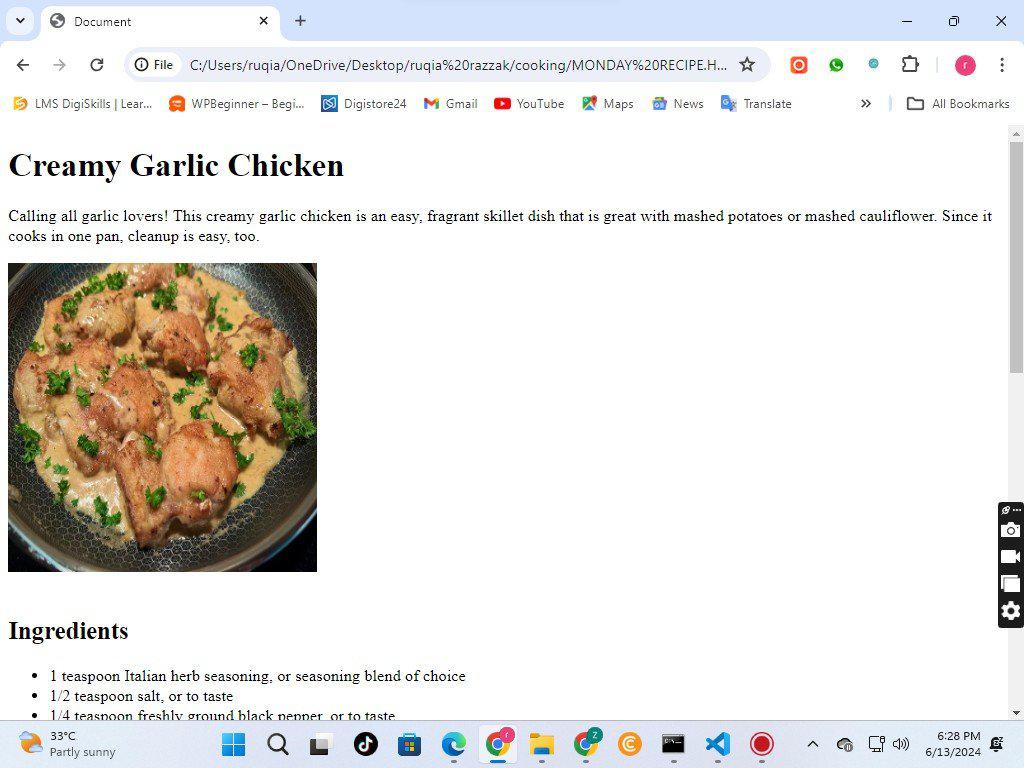 Document
File
C:/Users/ruqia/OneDrive/Desktop/ruqia%20razzak/cooking/MONDAY%20RECIPE.H...
r
LMS DigiSkills | Lear...
WPBeginner – Begi...
Digistore24
Gmail
YouTube
Maps
News
Translate
All Bookmarks
Creamy Garlic Chicken
Calling all garlic lovers! This creamy garlic chicken is an easy, fragrant skillet dish that is great with mashed potatoes or mashed cauliflower. Since it
cooks in one pan, cleanup is easy, too.
Ingredients
• 1 teaspoon Italian herb seasoning, or seasoning blend of choice
• 1/2 teaspoon salt, or to taste
• 1/4 teaspoon freshly ground black pepper, or to taste
33°C
Partly sunny
6:28 PM
6/13/2024